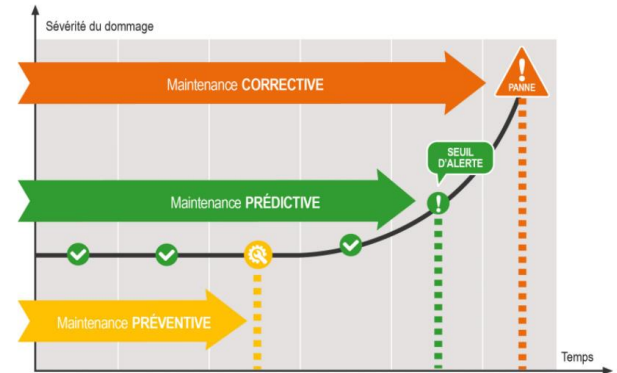 Sévérité du dommage
Maintenance CORRECTIVE
PANNE
SEUIL
D'ALERTE
Maintenance PRÉDICTIVE
Maintenance PRÉVENTIVE
Temps